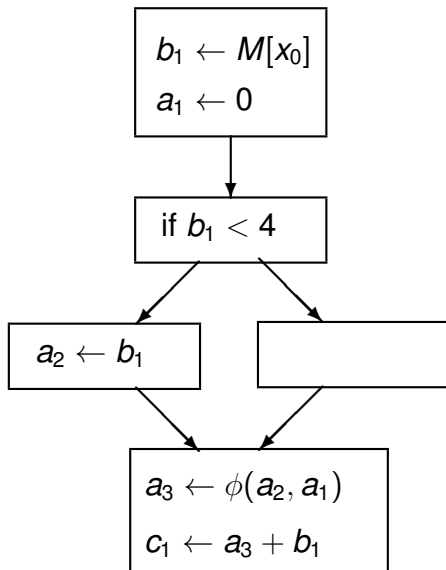 b₁ ← M[x₀]
a₁ ← 0
if b₁ < 4
a₂ ← b₁
a₃ ← ϕ(a₂, a₁)
c₁ ← a₃ + b₁